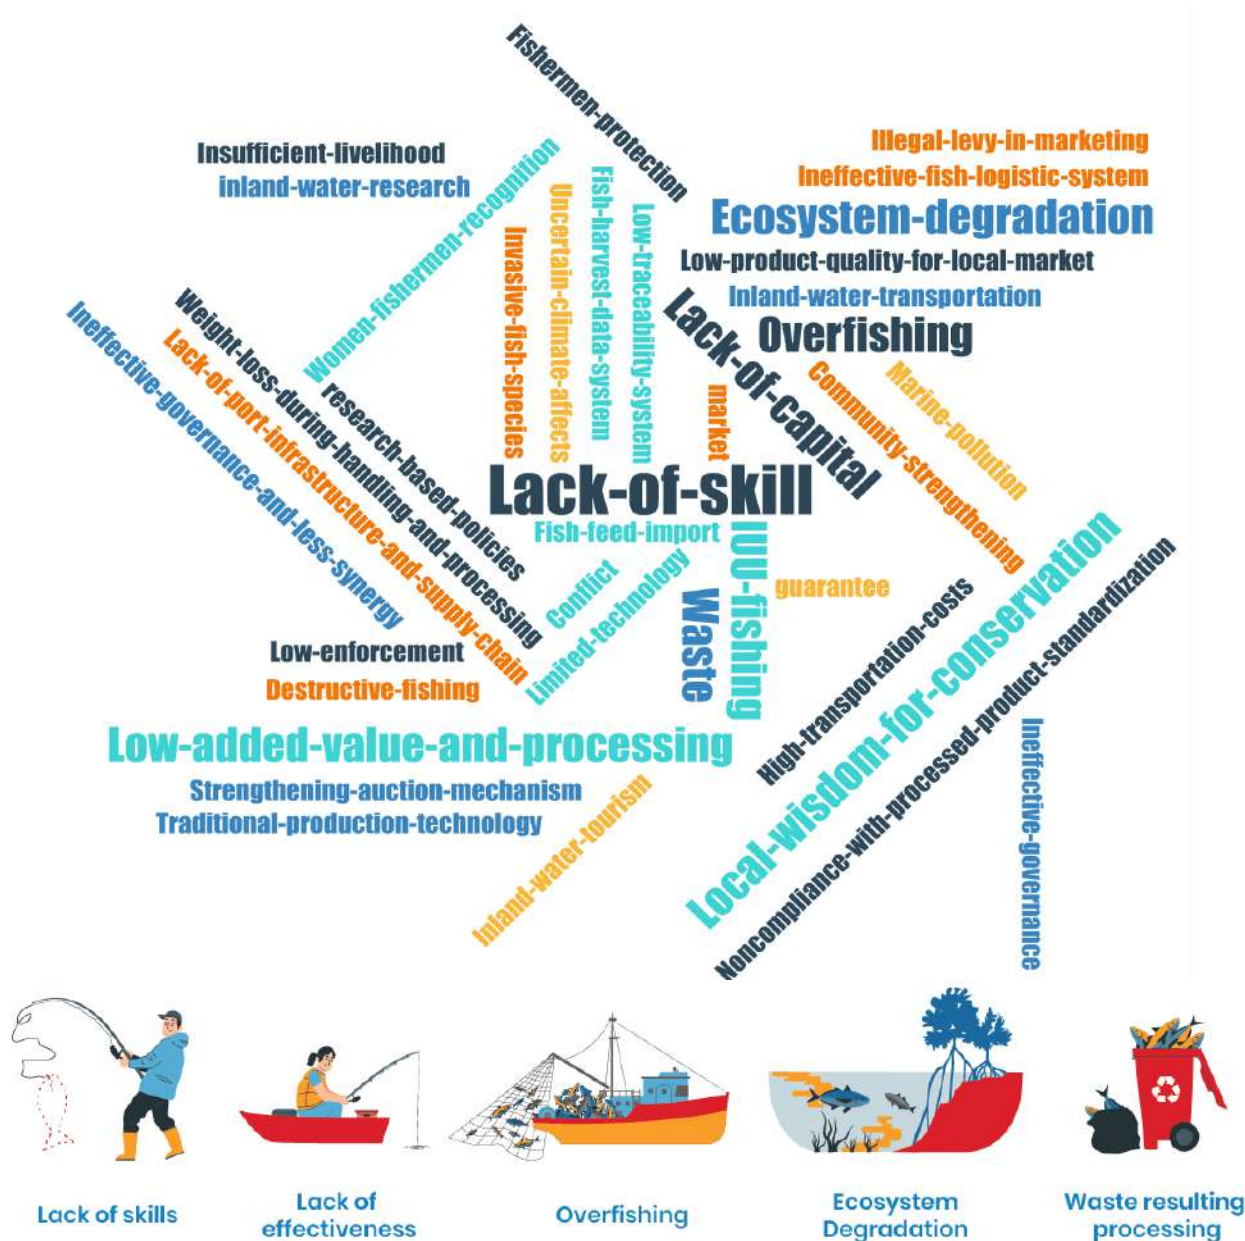 Fishermen-protection
Illegal-levy-in-marketing
Insufficient-livelihood
Ineffective-fish-logistic-system
inland-water-research
Women-fishermen-recognition
Uncertain-climate-affects
Fish-harvest-data-system
Low-traceability-system
Invasive-fish-species
Ecosystem-degradation
Low-product-quality-for-local-market
Inland-water-transportation
Overfishing
Lack-of-capital
Weight-loss-during-handling-and-processing
Ineffective-governance-and-less-synergy
Lack-of-port-infrastructure-and-supply-chain
research-based-policies
market
Community-strengthening
Marine-pollution
Lack-of-skill
Fish-feed-import
IUU-fishing
Conflict
Limited-technology
Waste
guarantee
High-transportation-costs
Local-wisdom-for-conservation
Noncompliance-with-processed-product-standardization
Low-enforcement
Destructive-fishing
Low-added-value-and-processing
Strengthening-auction-mechanism
Traditional-production-technology
Inland-water-tourism
Ineffective-governance
Lack of skills
Lack of
effectiveness
Overfishing
Ecosystem
Degradation
Waste resulting
processing